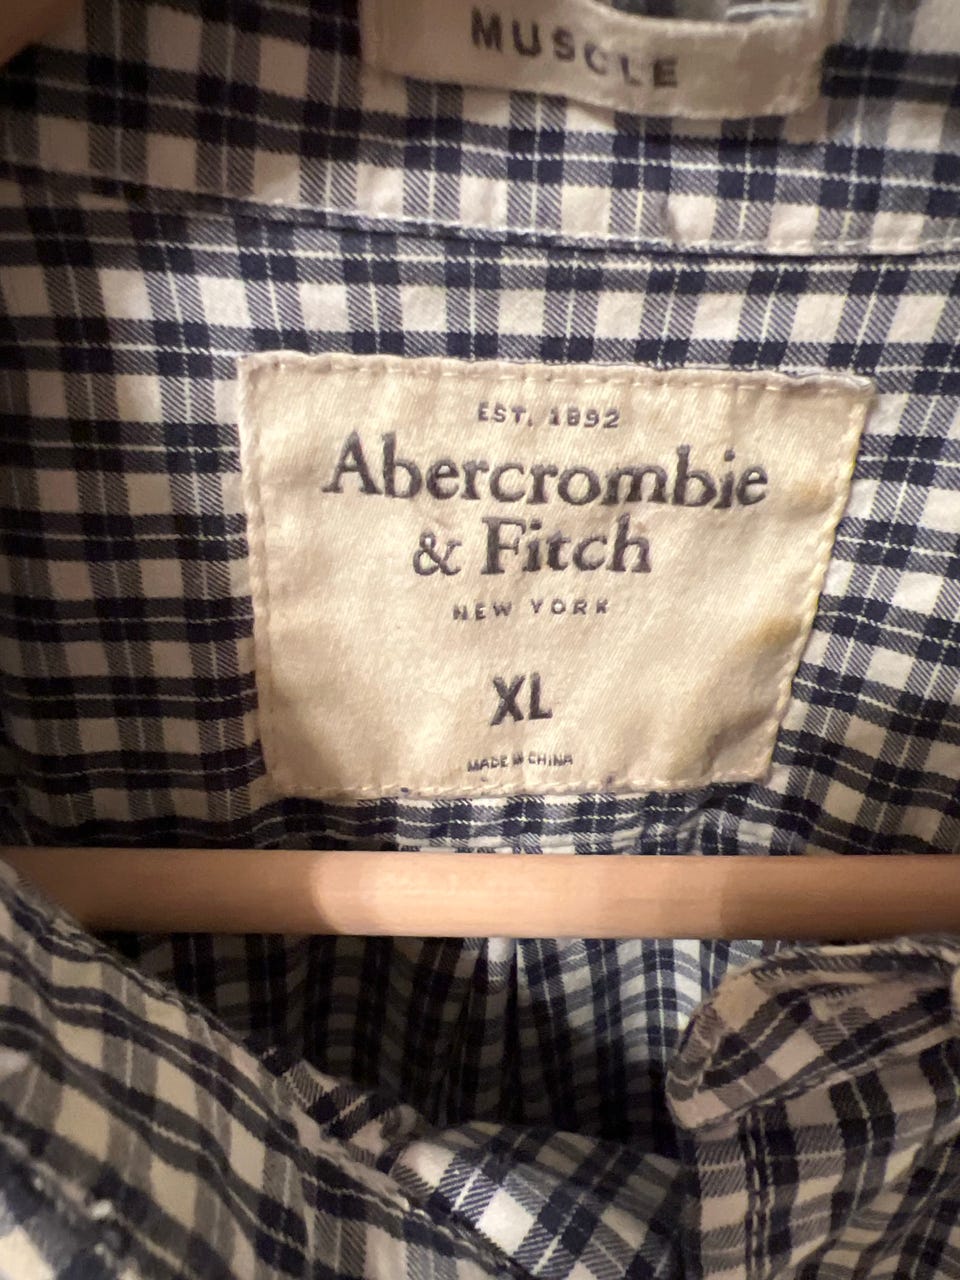 MUSCLE
EST. 1892
Abercrombie
& Fitch
NEW YORK
XL
MADE IN CHINA